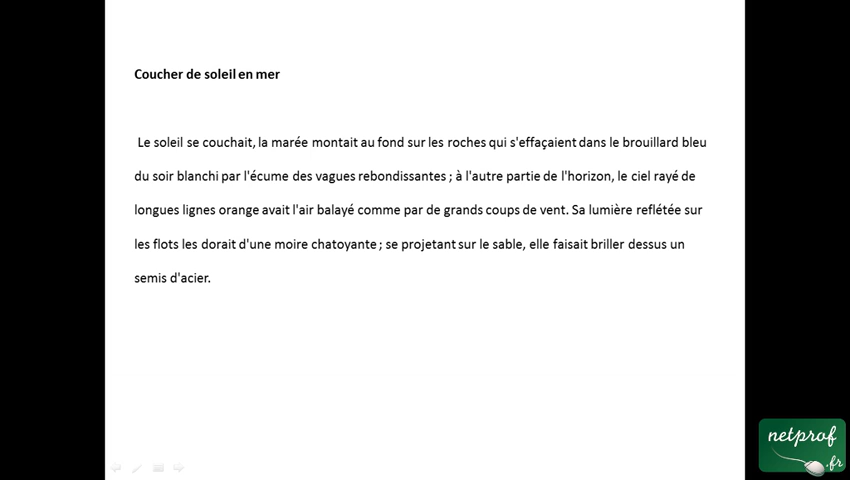 Coucher de soleil en mer
Le soleil se couchait, la marée montait au fond sur les roches qui s'effaçaient dans le brouillard bleu
du soir blanchi par l'écume des vagues rebondissantes ; à l'autre partie de l'horizon, le ciel rayé de
longues lignes orange avait l'air balayé comme par de grands coups de vent. Sa lumière reflétée sur
les flots les dorait d'une moire chatoyante ; se projetant sur le sable, elle faisait briller dessus un
semis d'acier.
netprof
.fr